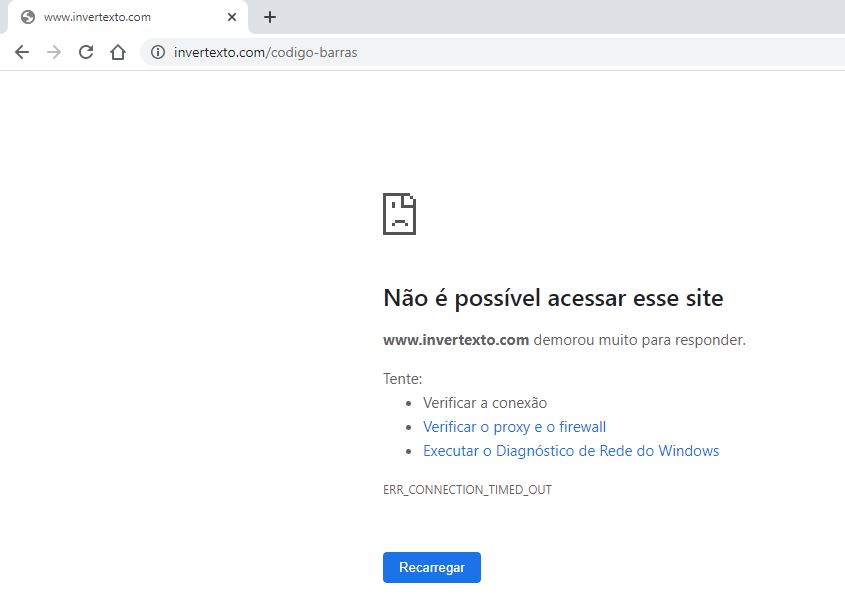 www.invertexto.com
invertexto.com/codigo-barras
Não é possível acessar esse site
www.invertexto.com demorou muito para responder.
Tente:
Verificar a conexão
Verificar o proxy e o firewall
Executar o Diagnóstico de Rede do Windows
ERR_CONNECTION_TIMED_OUT
Recarregar